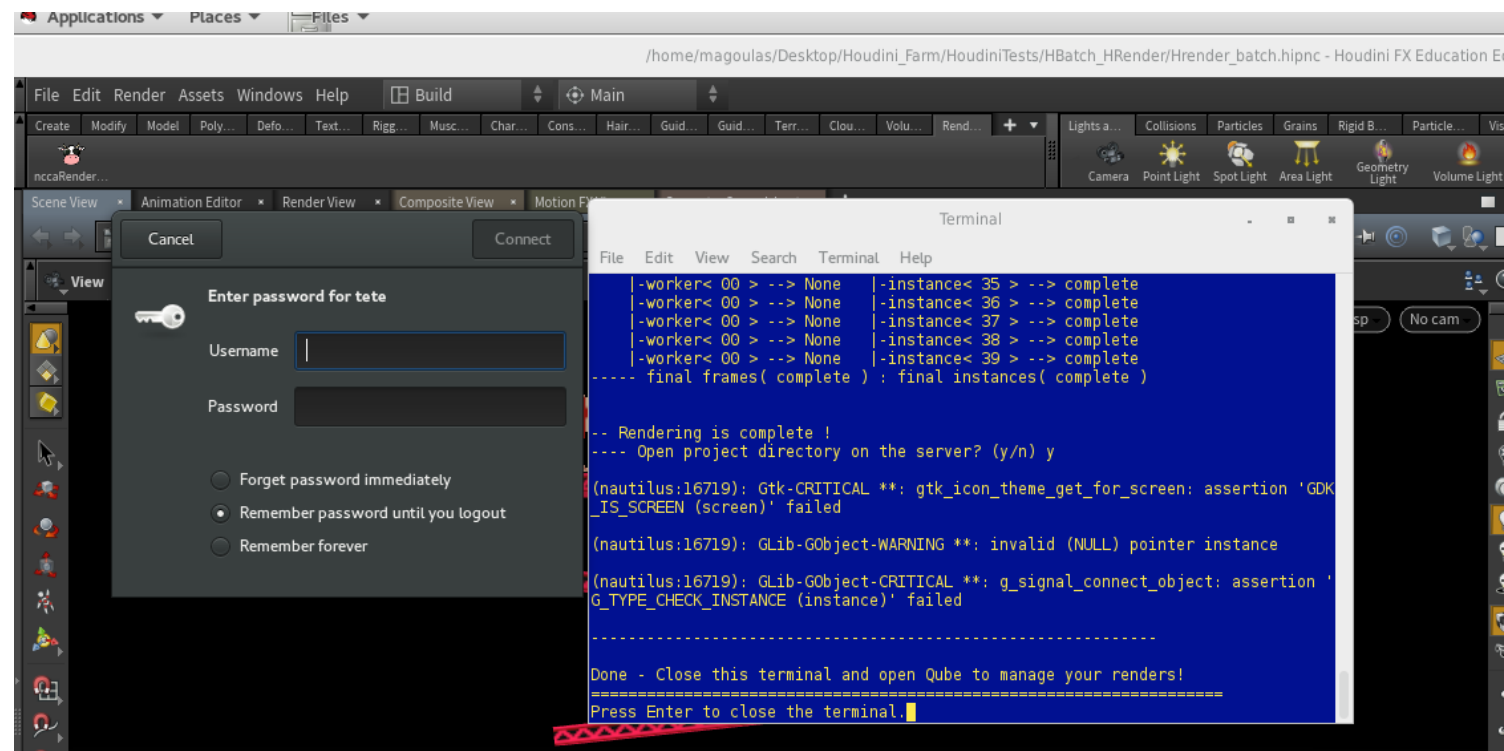 Applications Places Files
/home/magoulas/Desktop/Houdini_Farm/HoudiniTests/HBatch_HRender/Hrender_batch.hipnc - Houdini FX Education E
File Edit Render Assets Windows Help Build Main
Create Modify Model Poly... Defo... Text... Rigg... Musc... Char... Cons... Hair... Guid... Guid... Terr... Clou... Volu... Rend... Lights a... Collisions Particles Grains Rigid B... Particle... Vis
nccaRender...
Camera Point Light Spot Light Area Light Geometry Light Volume Light
Scene View Animation Editor Render View Composite View Motion F
View
sp No cam
Cancel Connect
Enter password for tete
Username
Password
Forget password immediately
Remember password until you logout
Remember forever
Terminal
File Edit View Search Terminal Help
|-worker< 00 > --> None |-instance< 35 > --> complete
|-worker< 00 > --> None |-instance< 36 > --> complete
|-worker< 00 > --> None |-instance< 37 > --> complete
|-worker< 00 > --> None |-instance< 38 > --> complete
|-worker< 00 > --> None |-instance< 39 > --> complete
----- final frames( complete ) : final instances( complete )
-- Rendering is complete !
---- Open project directory on the server? (y/n) y
(nautilus:16719): Gtk-CRITICAL **: gtk_icon_theme_get_for_screen: assertion 'GDK
_IS_SCREEN (screen)' failed
(nautilus:16719): GLib-GObject-WARNING **: invalid (NULL) pointer instance
(nautilus:16719): GLib-GObject-CRITICAL **: g_signal_connect_object: assertion '
G_TYPE_CHECK_INSTANCE (instance)' failed
-------------------------------------------------------------
Done - Close this terminal and open Qube to manage your renders!
====================================================================
Press Enter to close the terminal.